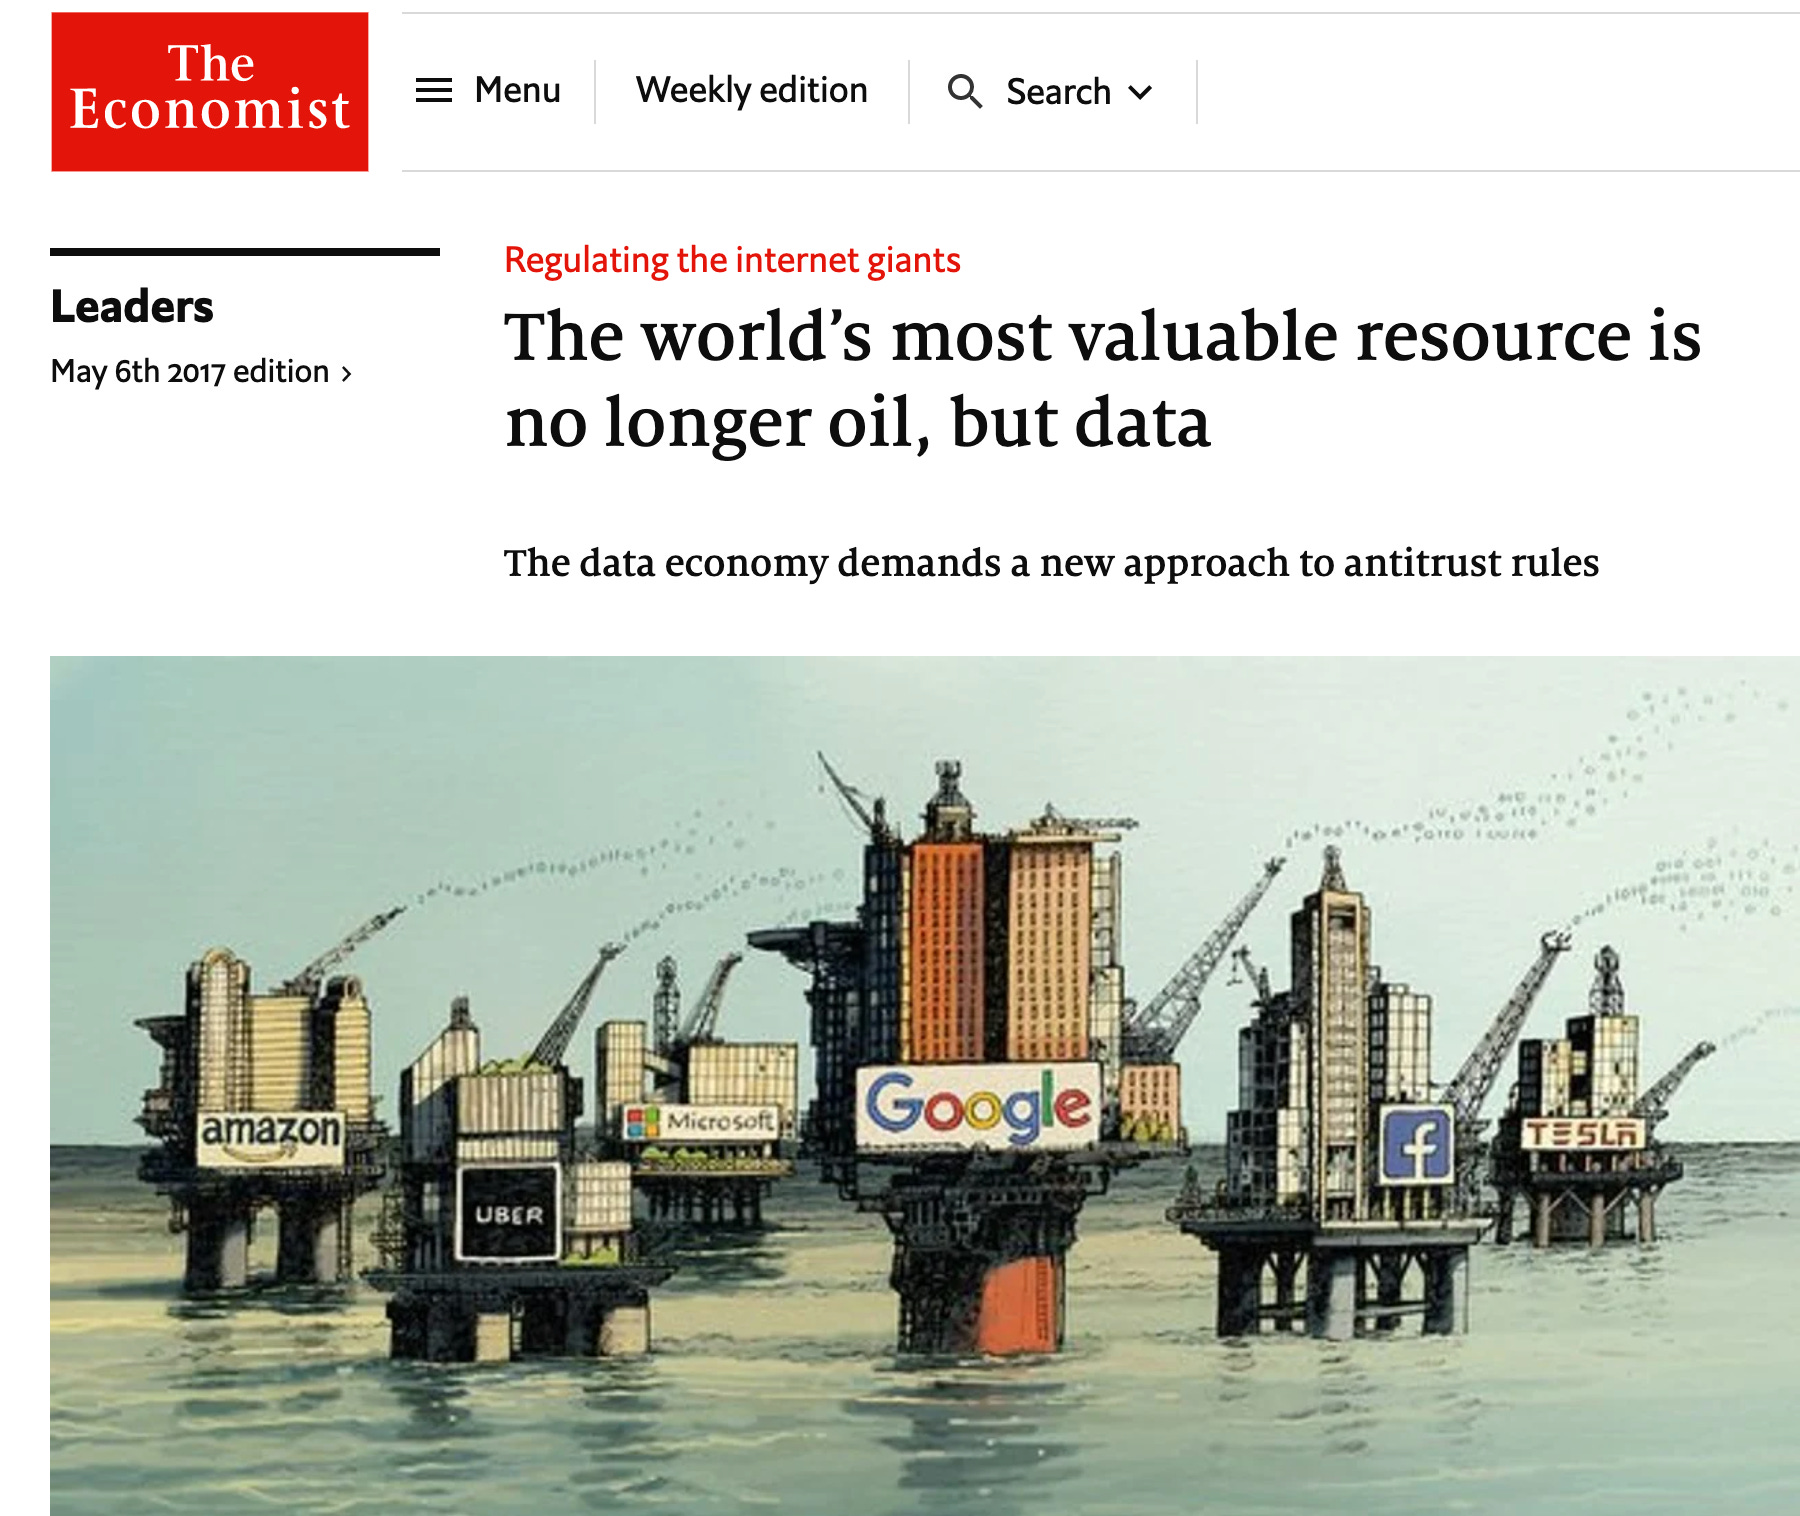 The
Economist
Menu
Weekly edition
Search
Leaders
May 6th 2017 edition >
Regulating the internet giants
The world’s most valuable resource is
no longer oil, but data
The data economy demands a new approach to antitrust rules
amazon
UBER
Microsoft
Google
f
TESLA